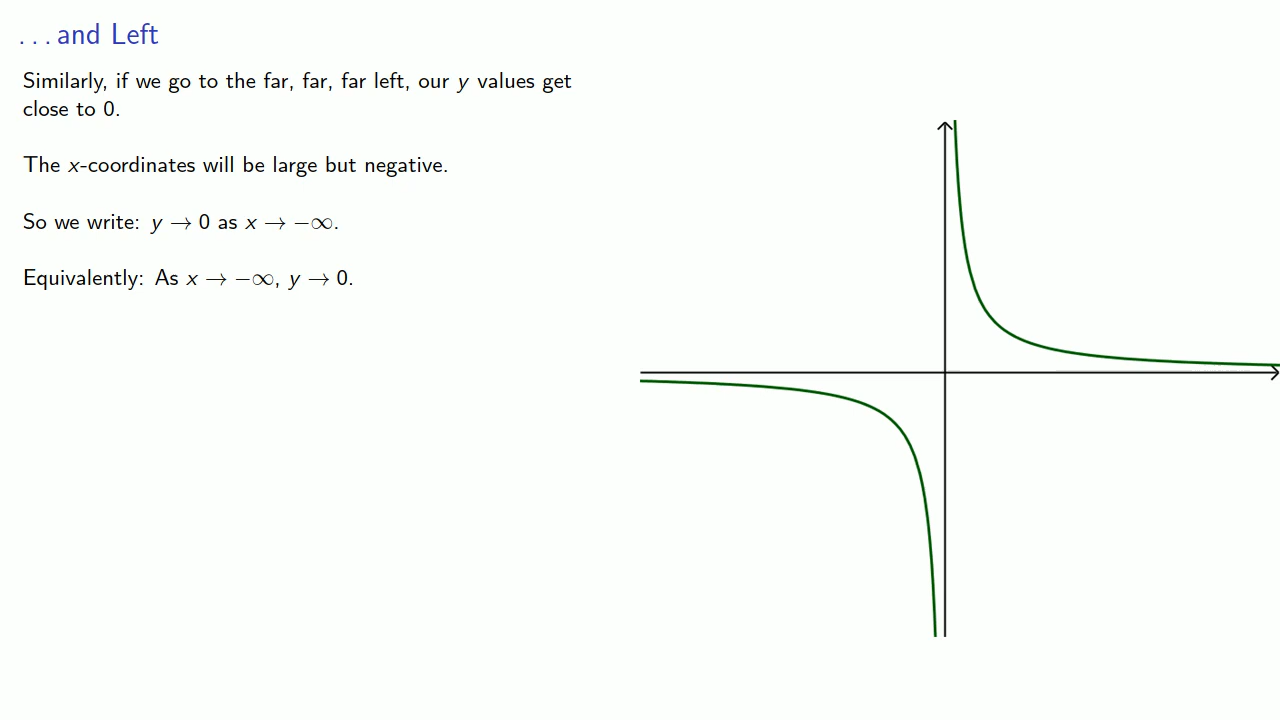 ...and Left
Similarly, if we go to the far, far, far left, our y values get
close to 0.
The x-coordinates will be large but negative.
So we write: y → 0 as x → −∞.
Equivalently: As x → −∞, y → 0.